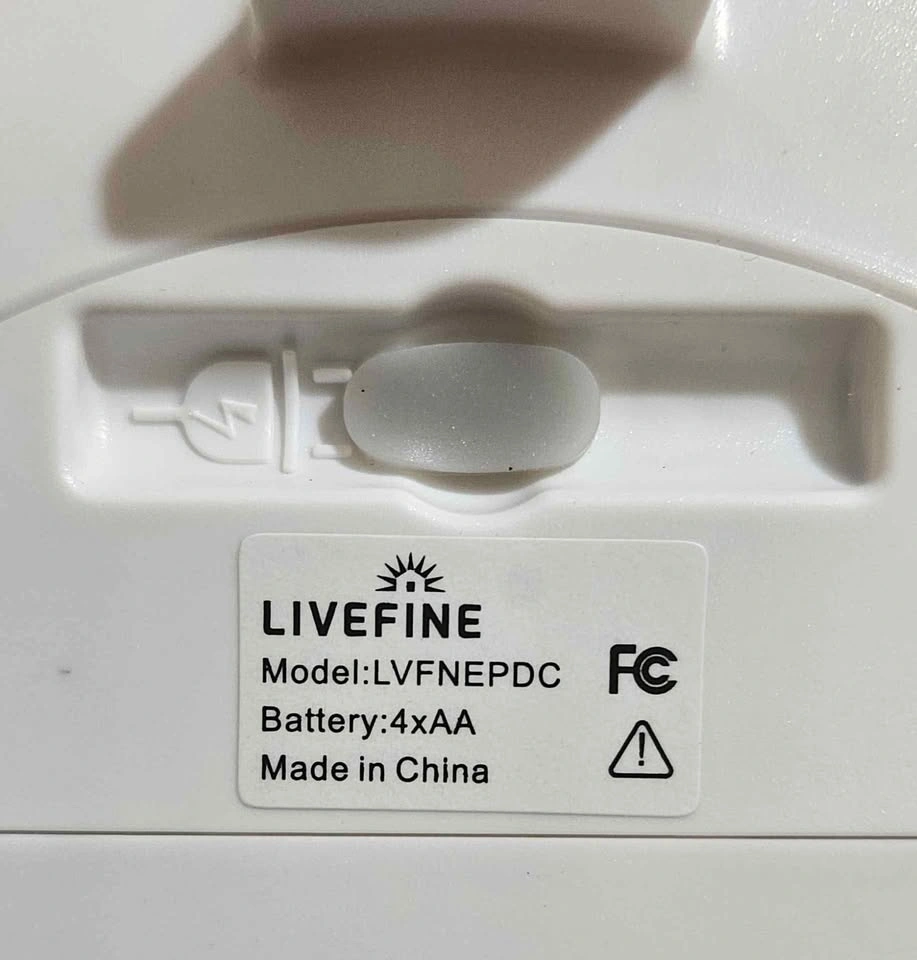 LIVEFINE
Model:LVFNEPDC
Battery:4xAA
Made in China
FC